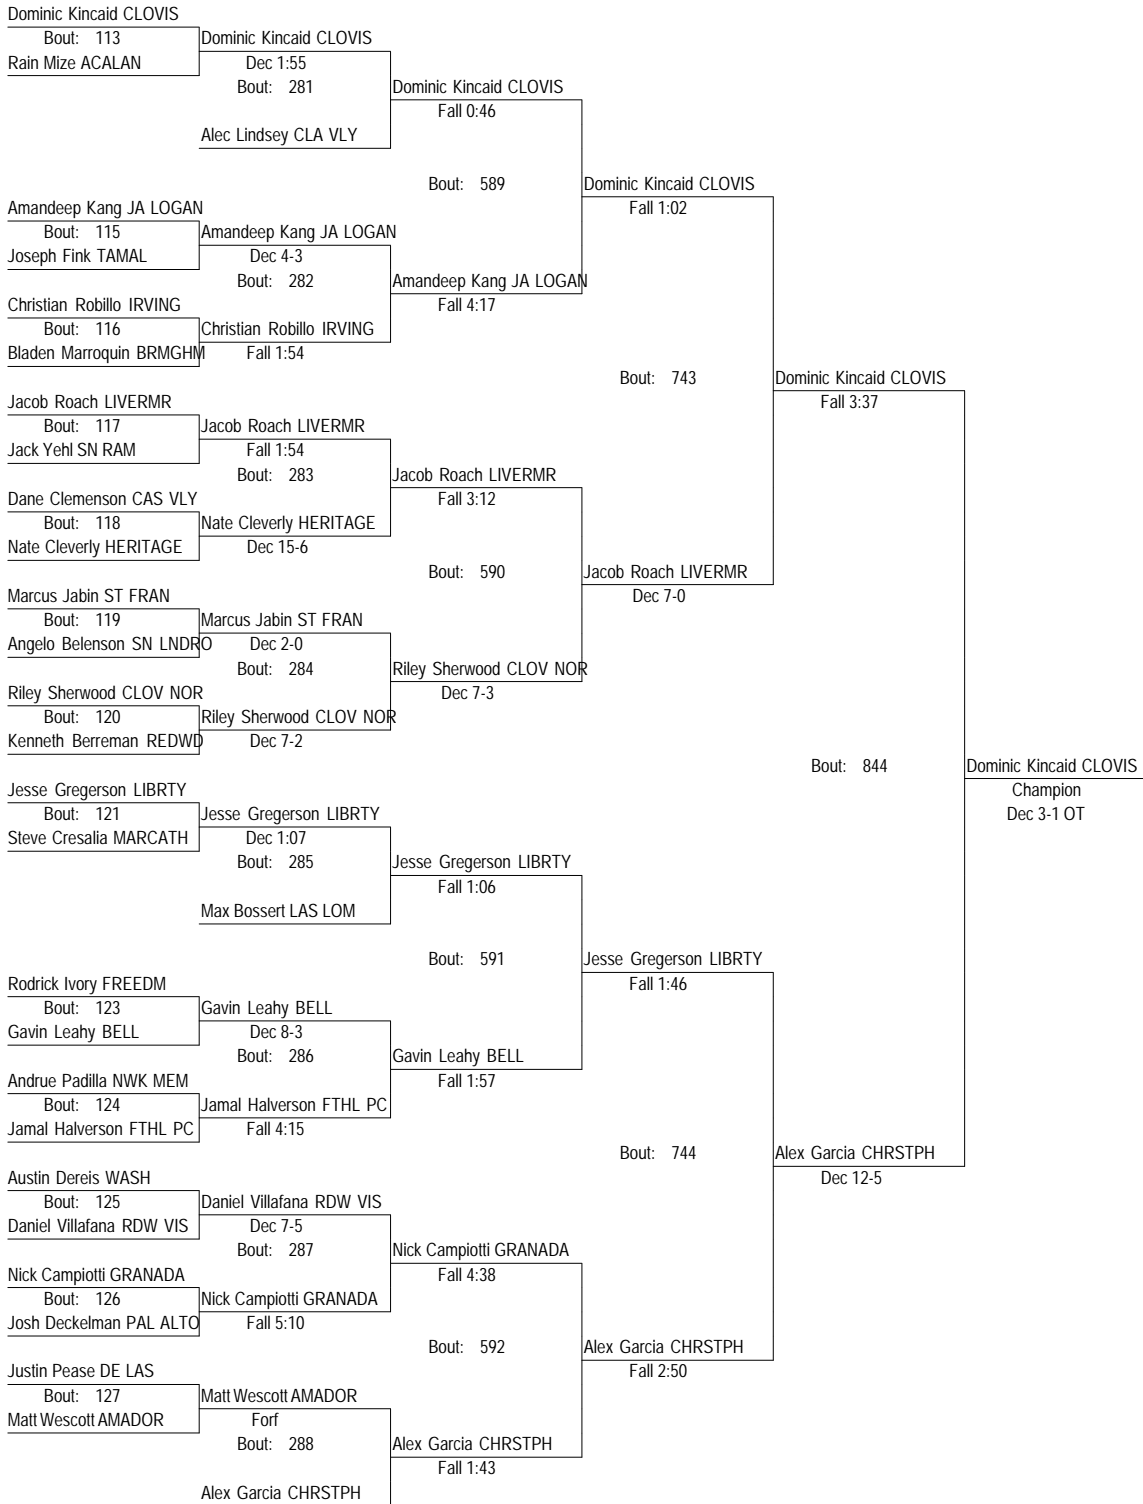 Dominic Kincaid CLOVIS
Bout: 113
Dominic Kincaid CLOVIS
Rain Mize ACALAN
Dec 1:55
Bout: 281
Dominic Kincaid CLOVIS
Fall 0:46
Alec Lindsey CLA VLY
Bout: 589
Dominic Kincaid CLOVIS
Fall 1:02
Amandeep Kang JA LOGAN
Bout: 115
Amandeep Kang JA LOGAN
Joseph Fink TAMAL
Dec 4-3
Bout: 282
Amandeep Kang JA LOGAN
Fall 4:17
Christian Robillo IRVING
Bout: 116
Christian Robillo IRVING
Bladen Marroquin BRMGHM
Fall 1:54
Bout: 743
Dominic Kincaid CLOVIS
Fall 3:37
Jacob Roach LIVERMR
Bout: 117
Jacob Roach LIVERMR
Jack Yehl SN RAM
Fall 1:54
Bout: 283
Jacob Roach LIVERMR
Fall 3:12
Dane Clemenson CAS VLY
Bout: 118
Nate Cleverly HERITAGE
Nate Cleverly HERITAGE
Dec 15-6
Bout: 590
Jacob Roach LIVERMR
Dec 7-0
Marcus Jabin ST FRAN
Bout: 119
Marcus Jabin ST FRAN
Angelo Belenson SN LNDRO
Dec 2-0
Bout: 284
Riley Sherwood CLOV NOR
Dec 7-3
Riley Sherwood CLOV NOR
Bout: 120
Riley Sherwood CLOV NOR
Kenneth Berreman REDWD
Dec 7-2
Bout: 844
Dominic Kincaid CLOVIS
Champion
Dec 3-1 OT
Jesse Gregerson LIBRTY
Bout: 121
Jesse Gregerson LIBRTY
Steve Cresalia MARCATH
Dec 1:07
Bout: 285
Jesse Gregerson LIBRTY
Fall 1:06
Max Bossert LAS LOM
Bout: 591
Jesse Gregerson LIBRTY
Fall 1:46
Rodrick Ivory FREEDM
Bout: 123
Gavin Leahy BELL
Gavin Leahy BELL
Dec 8-3
Bout: 286
Gavin Leahy BELL
Fall 1:57
Andrue Padilla NWK MEM
Bout: 124
Jamal Halverson FTHL PC
Jamal Halverson FTHL PC
Fall 4:15
Bout: 744
Alex Garcia CHRSTPH
Dec 12-5
Austin Dereis WASH
Bout: 125
Daniel Villafana RDW VIS
Daniel Villafana RDW VIS
Dec 7-5
Bout: 287
Nick Campiotti GRANADA
Fall 4:38
Nick Campiotti GRANADA
Bout: 126
Nick Campiotti GRANADA
Josh Deckelman PAL ALTO
Fall 5:10
Bout: 592
Alex Garcia CHRSTPH
Fall 2:50
Justin Pease DE LAS
Bout: 127
Matt Wescott AMADOR
Matt Wescott AMADOR
Forf
Bout: 288
Alex Garcia CHRSTPH
Fall 1:43
Alex Garcia CHRSTPH